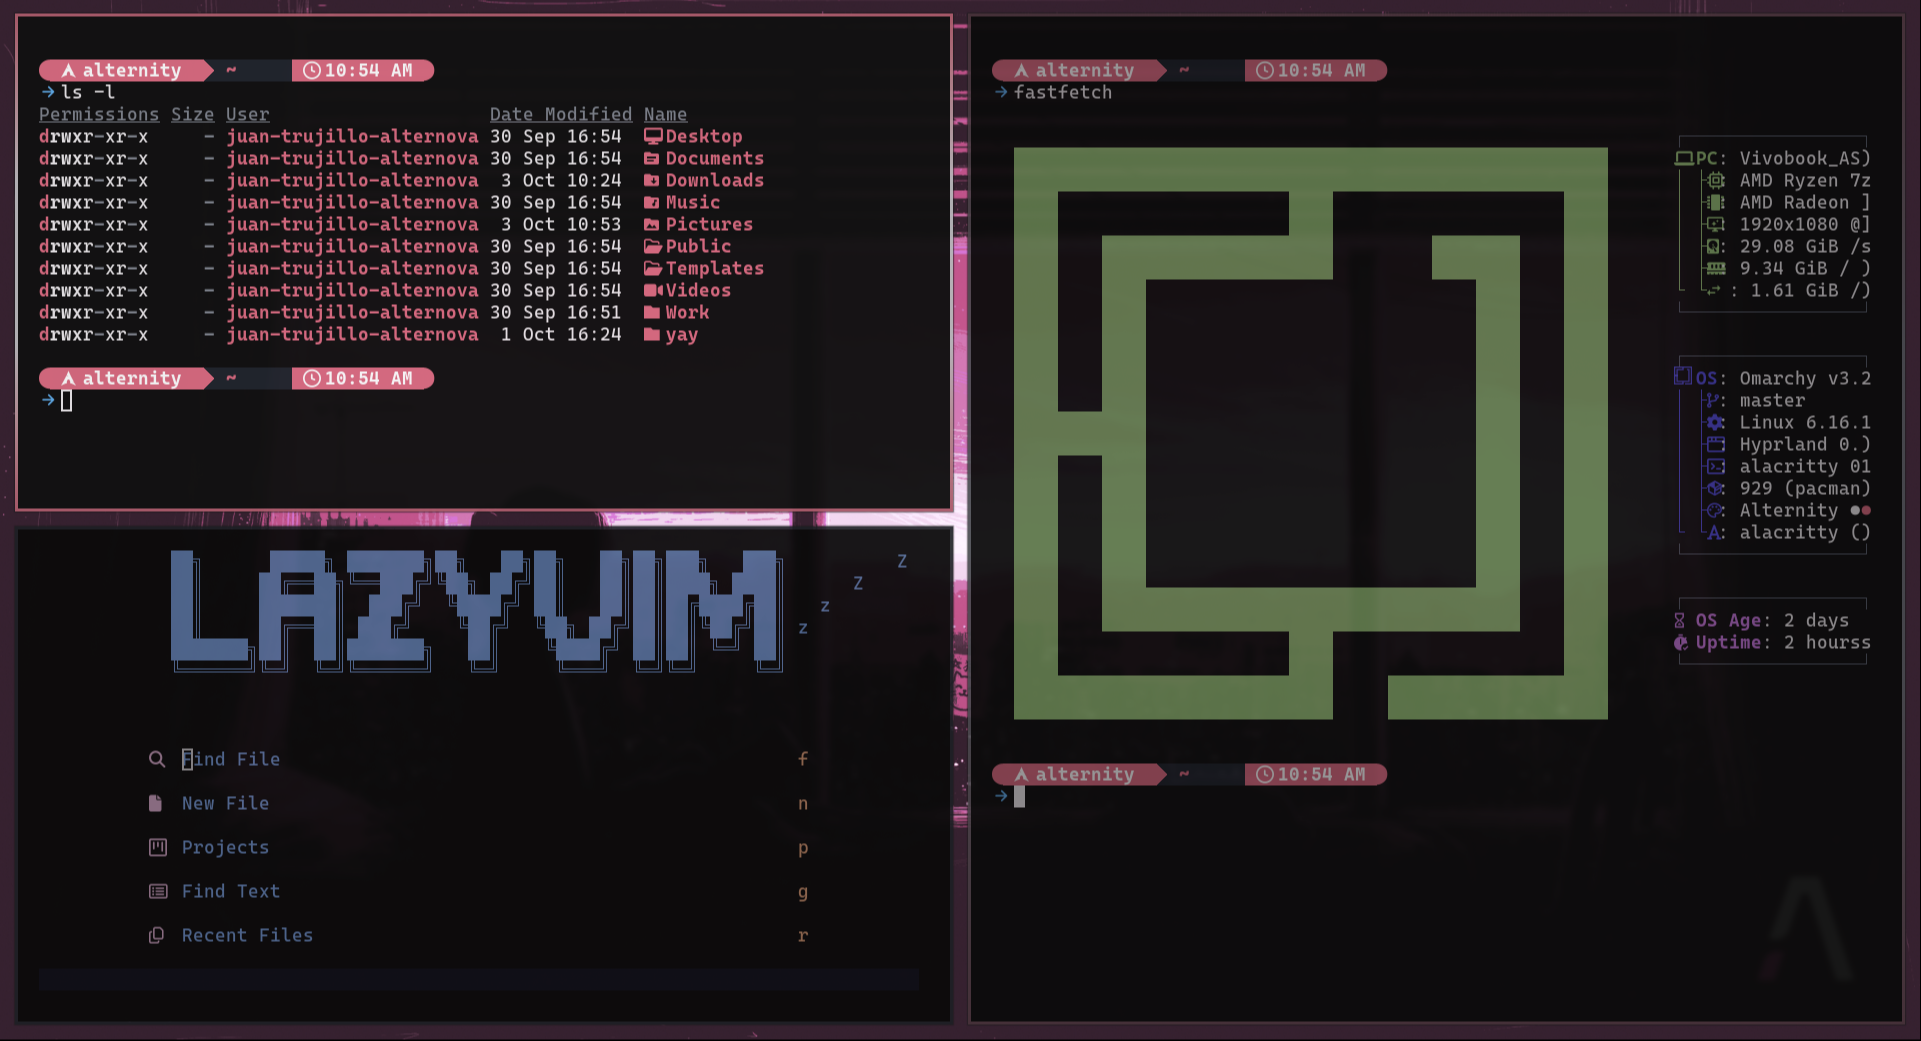 alternity ~ 10:54 AM
→ ls -l
Permissions Size User Date Modified Name
drwxr-xr-x - juan-trujillo-alternova 30 Sep 16:54 Desktop
drwxr-xr-x - juan-trujillo-alternova 30 Sep 16:54 Documents
drwxr-xr-x - juan-trujillo-alternova 3 Oct 10:24 Downloads
drwxr-xr-x - juan-trujillo-alternova 30 Sep 16:54 Music
drwxr-xr-x - juan-trujillo-alternova 3 Oct 10:53 Pictures
drwxr-xr-x - juan-trujillo-alternova 30 Sep 16:54 Public
drwxr-xr-x - juan-trujillo-alternova 30 Sep 16:54 Templates
drwxr-xr-x - juan-trujillo-alternova 30 Sep 16:54 Videos
drwxr-xr-x - juan-trujillo-alternova 30 Sep 16:51 Work
drwxr-xr-x - juan-trujillo-alternova 1 Oct 16:24 yay
alternity ~ 10:54 AM
→
LAZYVIM
Z
Z
z
z
Find File f
New File n
Projects p
Find Text g
Recent Files r
alternity ~ 10:54 AM
→ fastfetch
PC: Vivobook_AS)
: AMD Ryzen 7z
: AMD Radeon ]
: 1920x1080 @]
: 29.08 GiB /s
: 9.34 GiB / )
: 1.61 GiB /)
OS: Omarchy v3.2
: master
: Linux 6.16.1
: Hyprland 0.)
: alacritty 01
: 929 (pacman)
: Alternity
: alacritty ()
OS Age: 2 days
Uptime: 2 hourss
alternity ~ 10:54 AM
→